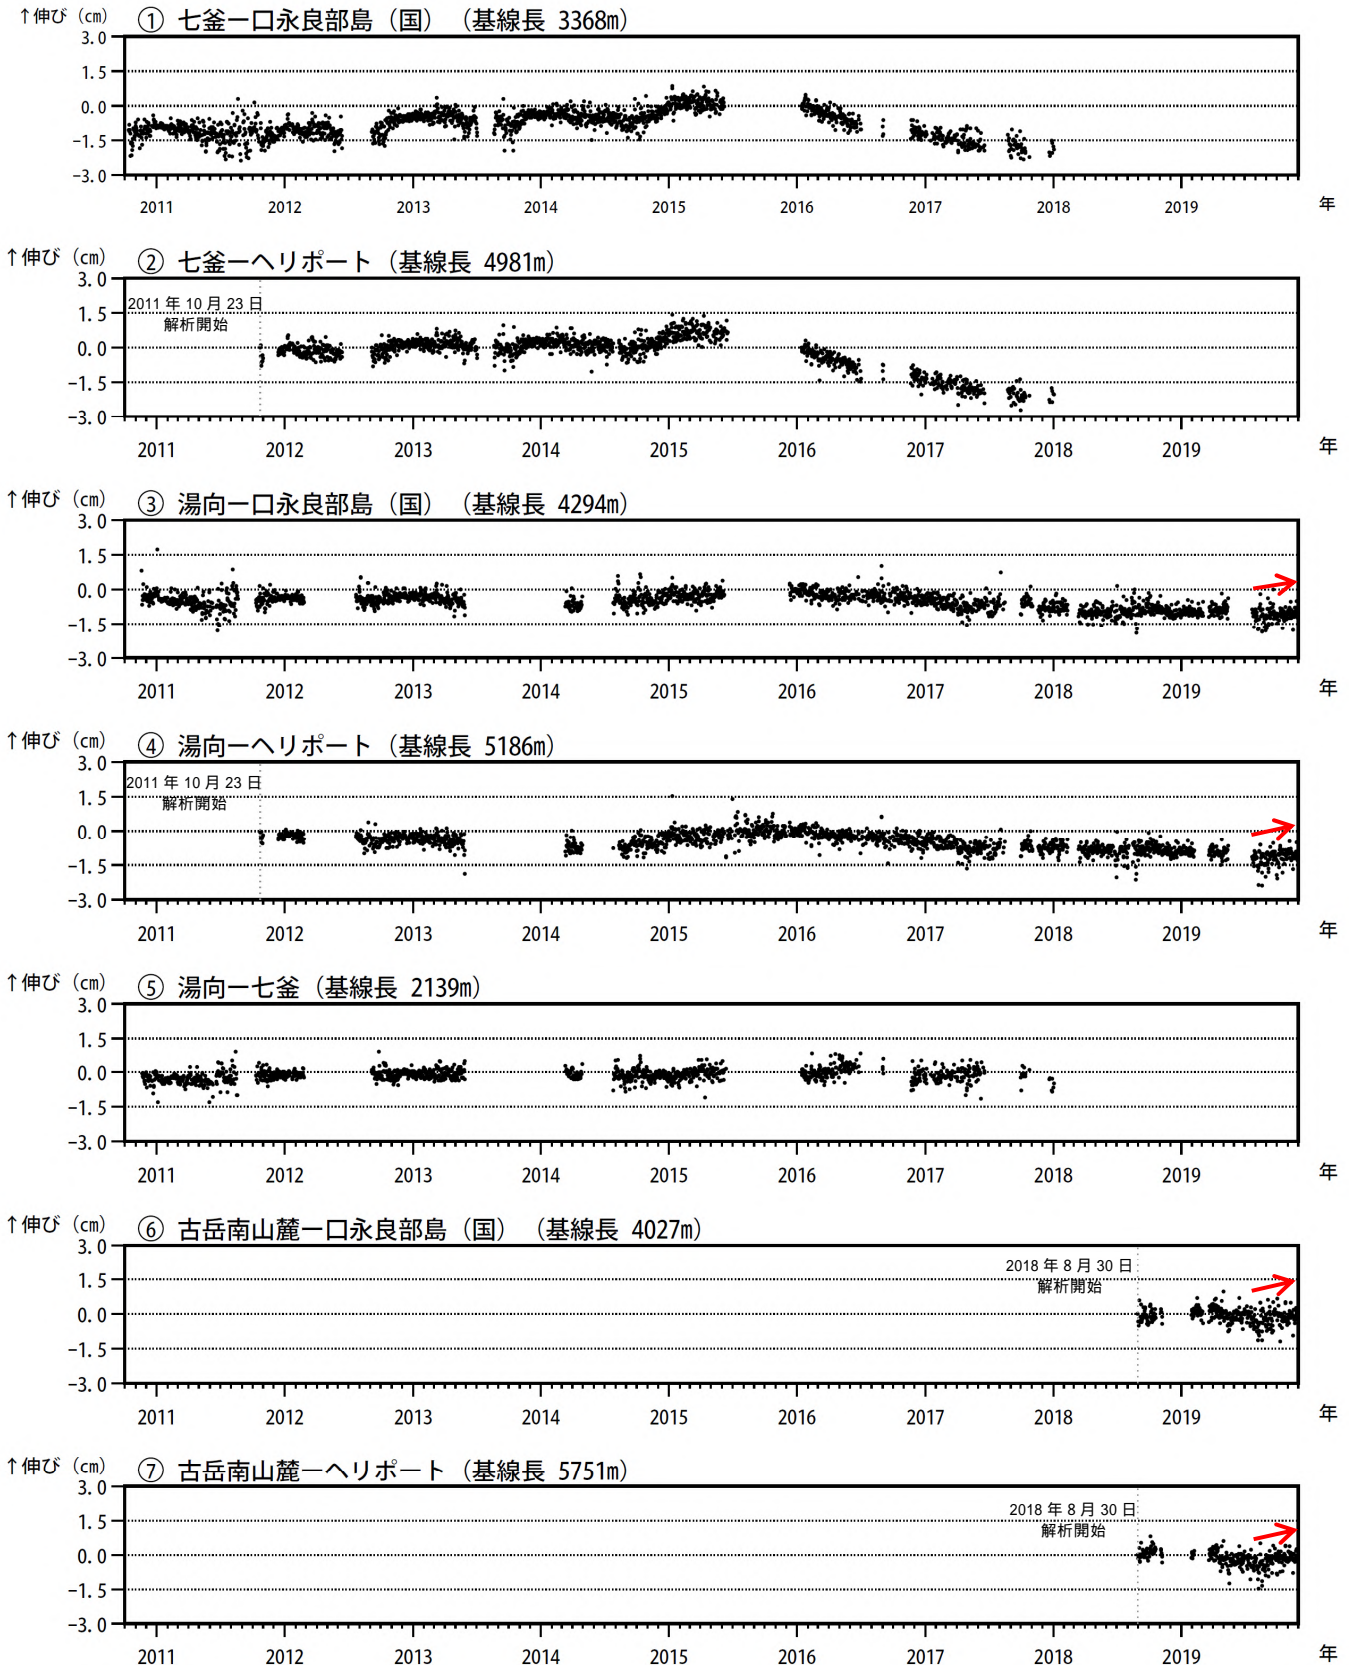 ↑伸び（㎝） ① 七釜ー口永良部島（国）（基線長 3368m）
3.0
1.5
0.0
−1.5
−3.0
2011 2012 2013 2014 2015 2016 2017 2018 2019 年
↑伸び（㎝） ② 七釜ーヘリポート（基線長 4981m）
3.0
2011 年 10 月 23 日
1.5
解析開始
0.0
−1.5
−3.0
2011 2012 2013 2014 2015 2016 2017 2018 2019 年
↑伸び（㎝） ③ 湯向ー口永良部島（国）（基線長 4294m）
3.0
1.5
0.0
−1.5
−3.0
2011 2012 2013 2014 2015 2016 2017 2018 2019 年
↑伸び（㎝） ④ 湯向ーヘリポート（基線長 5186m）
3.0
2011 年 10 月 23 日
1.5
解析開始
0.0
−1.5
−3.0
2011 2012 2013 2014 2015 2016 2017 2018 2019 年
↑伸び（㎝） ⑤ 湯向ー七釜（基線長 2139m）
3.0
1.5
0.0
−1.5
−3.0
2011 2012 2013 2014 2015 2016 2017 2018 2019 年
↑伸び（㎝） ⑥ 古岳南山麓ー口永良部島（国）（基線長 4027m）
3.0
2018 年 8 月 30 日
1.5
解析開始
0.0
−1.5
−3.0
2011 2012 2013 2014 2015 2016 2017 2018 2019 年
↑伸び（㎝） ⑦ 古岳南山麓―ヘリポート（基線長 5751m）
3.0
2018 年 8 月 30 日
1.5
解析開始
0.0
−1.5
−3.0
2011 2012 2013 2014 2015 2016 2017 2018 2019 年